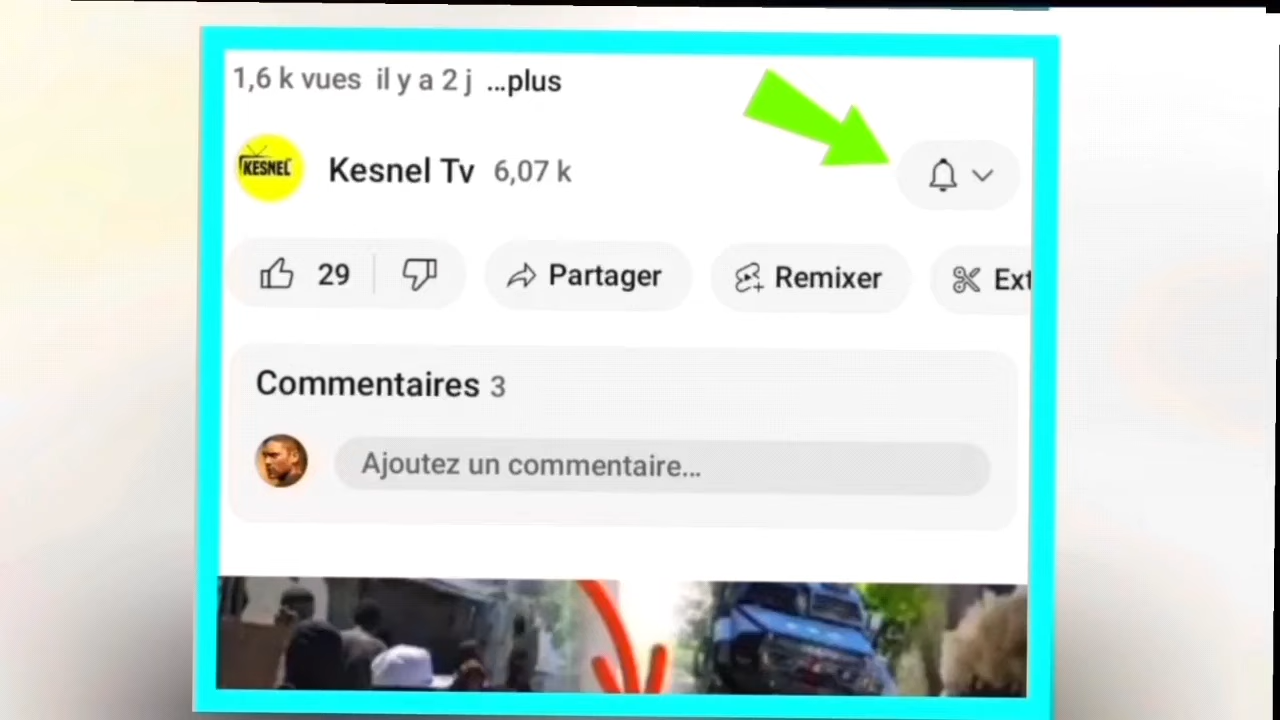 1,6 k vues il y a 2 j ...plus
KESNEL
Kesnel Tv 6,07 k
29 Partager Remixer Ext
Commentaires 3
Ajoutez un commentaire...